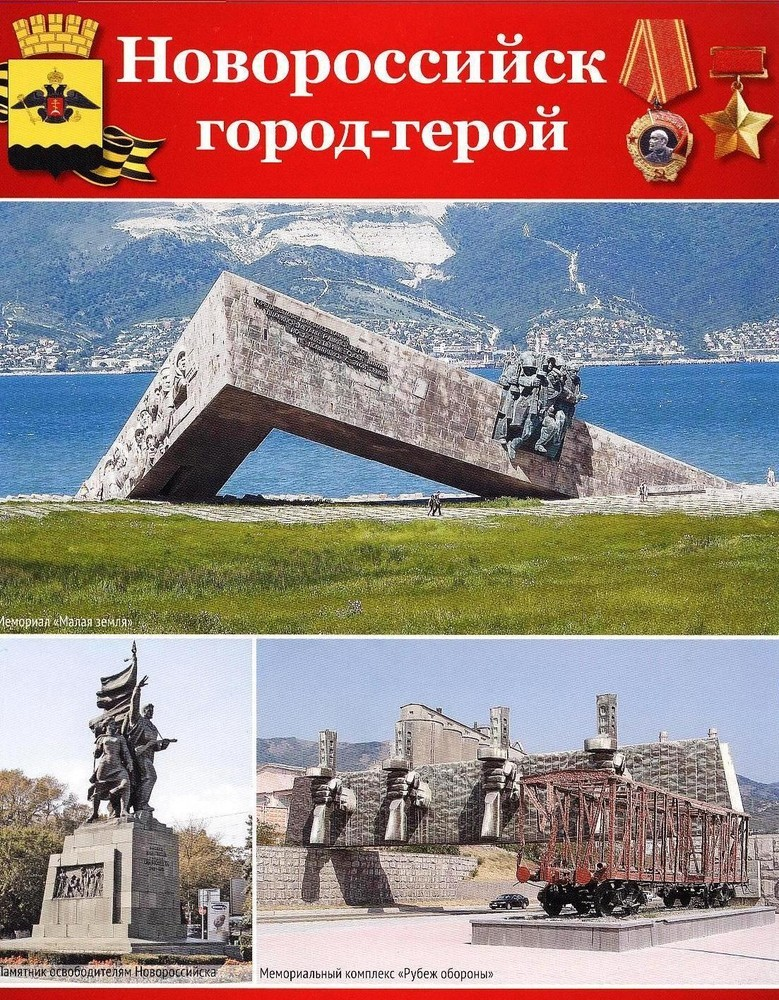 Новороссийск
город-герой
Мемориал «Малая земля»
Памятник освободителям Новороссийска
Мемориальный комплекс «Рубеж обороны»